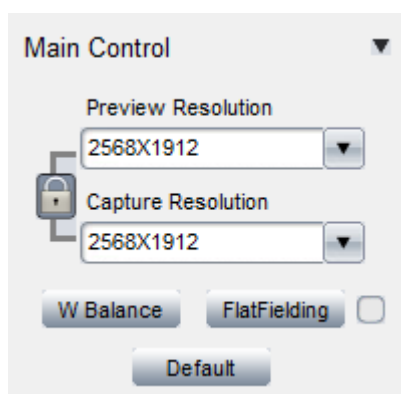 Main Control
Preview Resolution
2568X1912
Capture Resolution
2568X1912
W Balance FlatFielding
Default